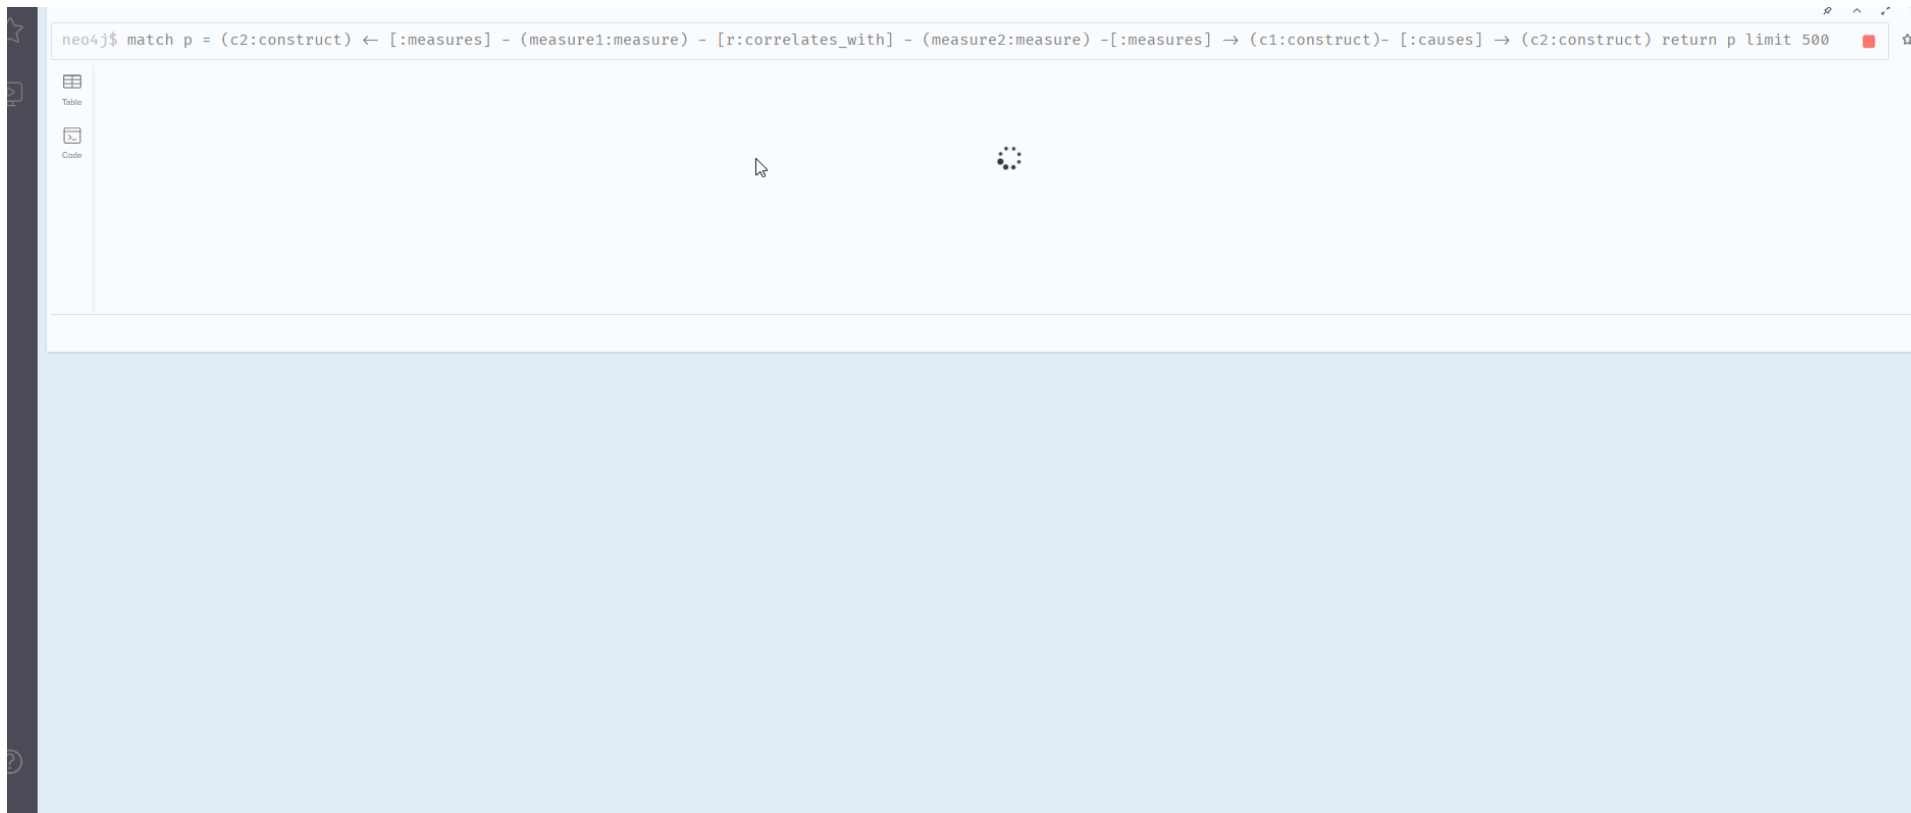 neo4j$ match p = (c2:construct) <- [:measures] - (measure1:measure) - [r:correlates_with] - (measure2:measure) -[:measures] -> (c1:construct)- [:causes] -> (c2:construct) return p limit 500
Table
Code